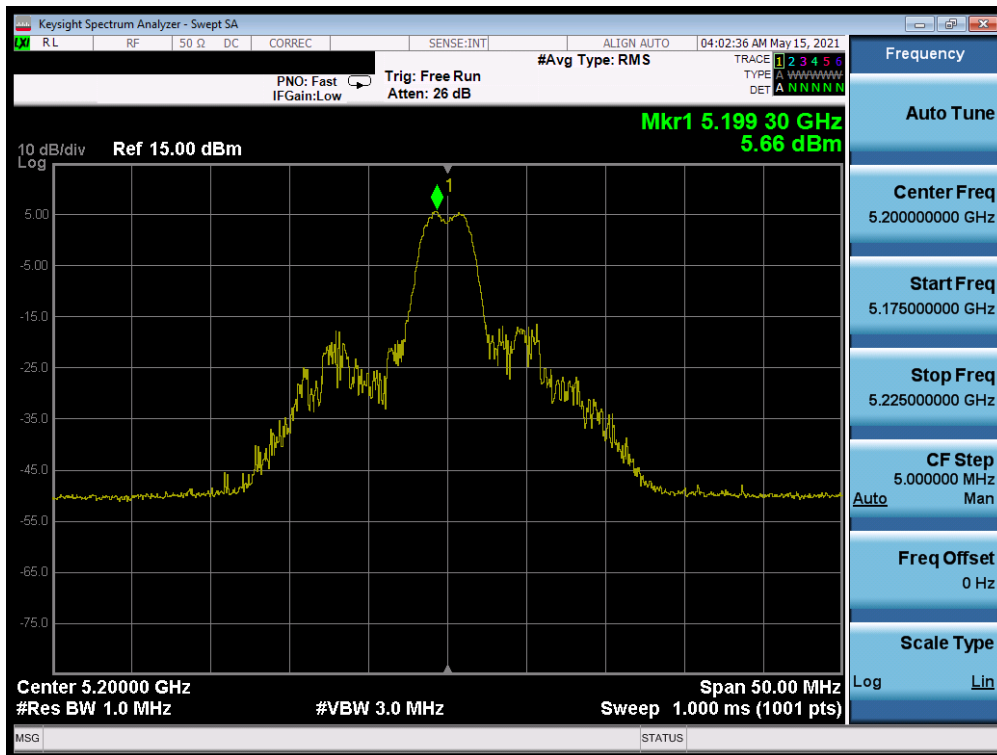 Keysight Spectrum Analyzer - Swept SA
LXI RL RF 50 Ω DC CORREC SENSE:INT ALIGN AUTO 04:02:36 AM May 15, 2021
#Avg Type: RMS TRACE 1 2 3 4 5 6
PNO: Fast Trig: Free Run TYPE A WWWWW
IFGain:Low Atten: 26 dB DET A N N N N N
Mkr1 5.199 30 GHz
5.66 dBm
10 dB/div Ref 15.00 dBm
Log
1
5.00
-5.00
-15.0
-25.0
-35.0
-45.0
-55.0
-65.0
-75.0
Center 5.20000 GHz Span 50.00 MHz
#Res BW 1.0 MHz #VBW 3.0 MHz Sweep 1.000 ms (1001 pts)
MSG STATUS
Frequency
Auto Tune
Center Freq
5.200000000 GHz
Start Freq
5.175000000 GHz
Stop Freq
5.225000000 GHz
CF Step
5.000000 MHz
Auto Man
Freq Offset
0 Hz
Scale Type
Log Lin